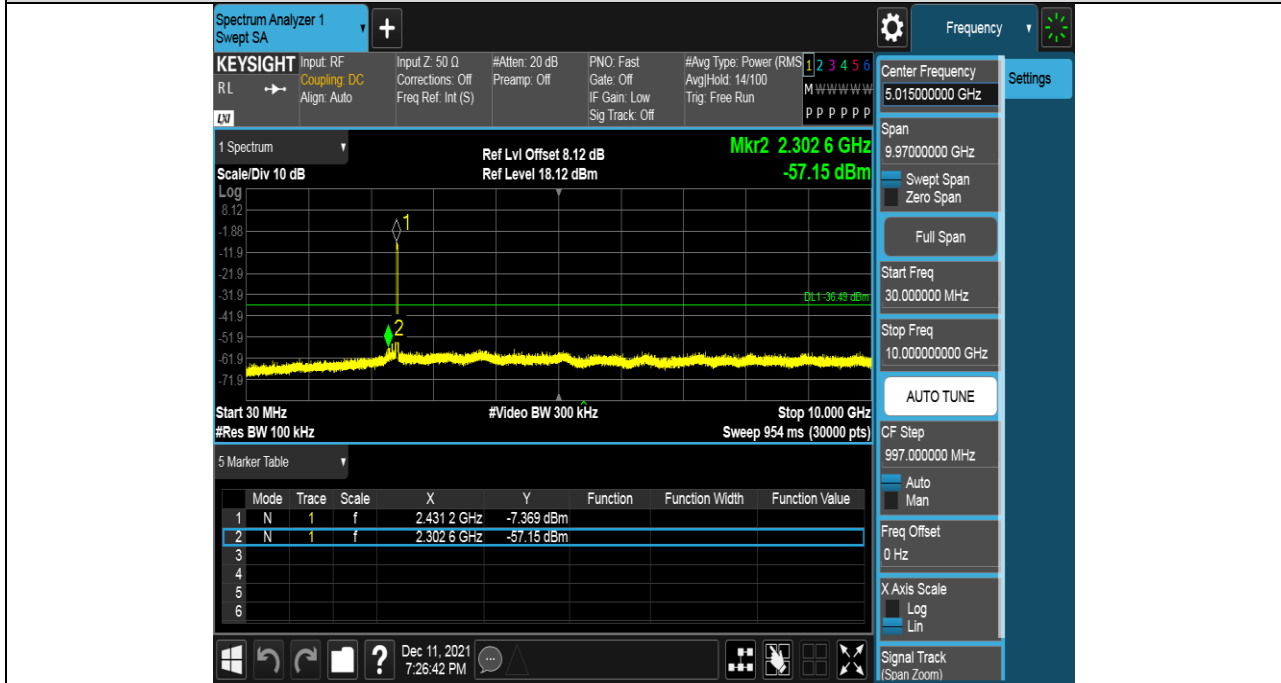 Spectrum Analyzer 1
Swept SA
+
Frequency
KEYSIGHT
RL
LXI
Input: RF
Coupling: DC
Align: Auto
Input Z: 50 Ω
Corrections: Off
Freq Ref: Int (S)
#Atten: 20 dB
Preamp: Off
PNO: Fast
Gate: Off
IF Gain: Low
Sig Track: Off
#Avg Type: Power (RMS
Avg|Hold: 14/100
Trig: Free Run
1 2 3 4 5 6
M W W W W W
P P P P P P
1 Spectrum
Scale/Div 10 dB
Ref Lvl Offset 8.12 dB
Ref Level 18.12 dBm
Mkr2 2.302 6 GHz
-57.15 dBm
Log
8.12
-1.88
-11.9
-21.9
-31.9
-41.9
-51.9
-61.9
-71.9
1
2
DL1 -36.49 dBm
Start 30 MHz
#Video BW 300 kHz
Stop 10.000 GHz
#Res BW 100 kHz
Sweep 954 ms (30000 pts)
5 Marker Table
Mode Trace Scale X Y Function Function Width Function Value
1 N 1 f 2.431 2 GHz -7.369 dBm
2 N 1 f 2.302 6 GHz -57.15 dBm
3
4
5
6
?
Dec 11, 2021
7:26:42 PM
Center Frequency
5.015000000 GHz
Settings
Span
9.97000000 GHz
Swept Span
Zero Span
Full Span
Start Freq
30.000000 MHz
Stop Freq
10.000000000 GHz
AUTO TUNE
CF Step
997.000000 MHz
Auto
Man
Freq Offset
0 Hz
X Axis Scale
Log
Lin
Signal Track
(Span Zoom)